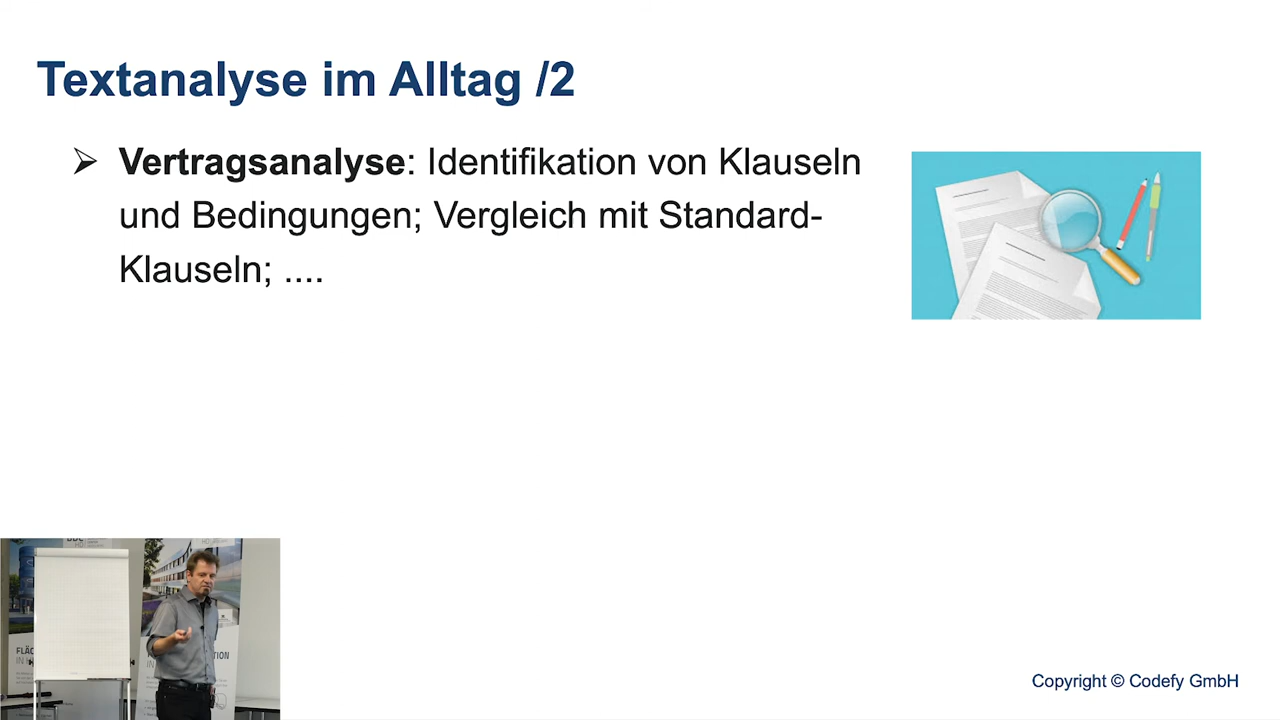 Textanalyse im Alltag /2
➢ Vertragsanalyse: Identifikation von Klauseln
und Bedingungen; Vergleich mit Standard-
Klauseln; ....
Copyright © Codefy GmbH